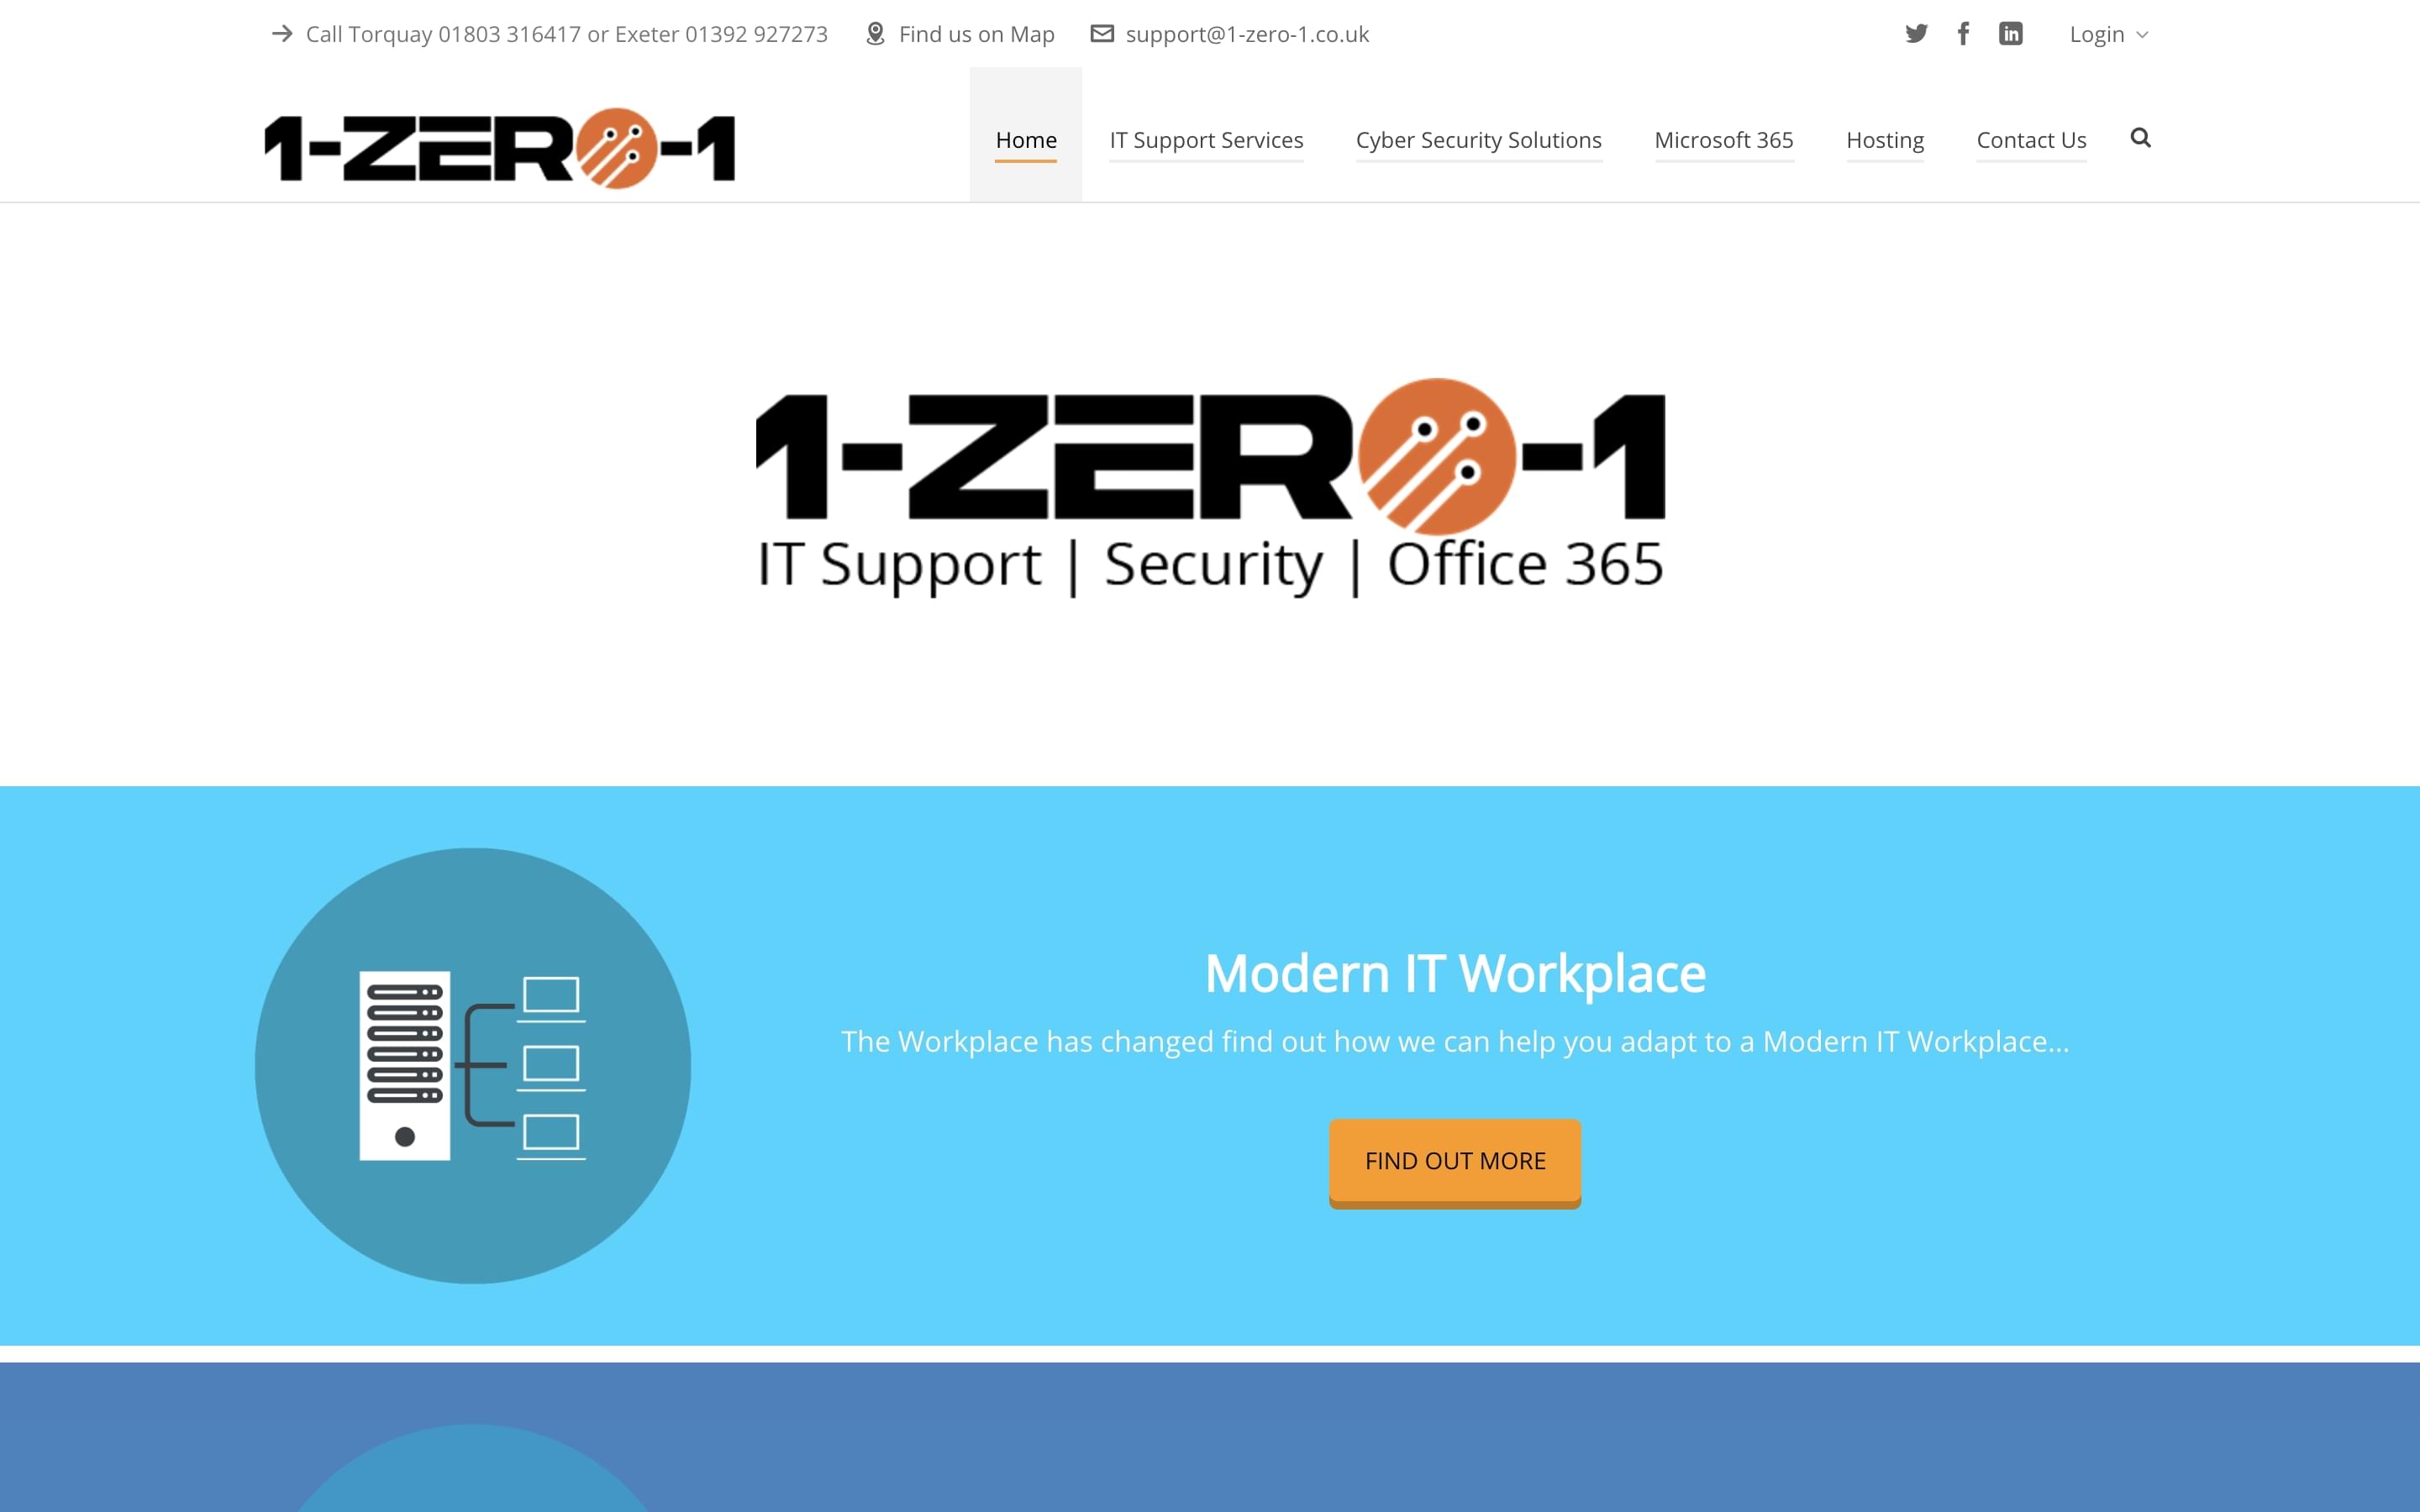 Call Torquay 01803 316417 or Exeter 01392 927273 Find us on Map support@1-zero-1.co.uk Login
1-ZERO-1
Home IT Support Services Cyber Security Solutions Microsoft 365 Hosting Contact Us
1-ZERO-1
IT Support | Security | Office 365
Modern IT Workplace
The Workplace has changed find out how we can help you adapt to a Modern IT Workplace...
FIND OUT MORE